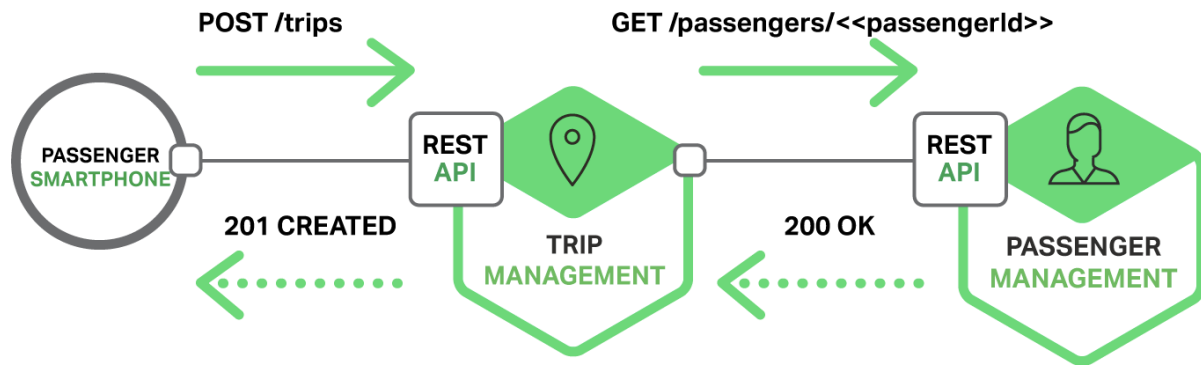 POST /trips
GET /passengers/<<passengerId>>
PASSENGER
SMARTPHONE
REST
API
REST
API
201 CREATED
TRIP
MANAGEMENT
200 OK
PASSENGER
MANAGEMENT